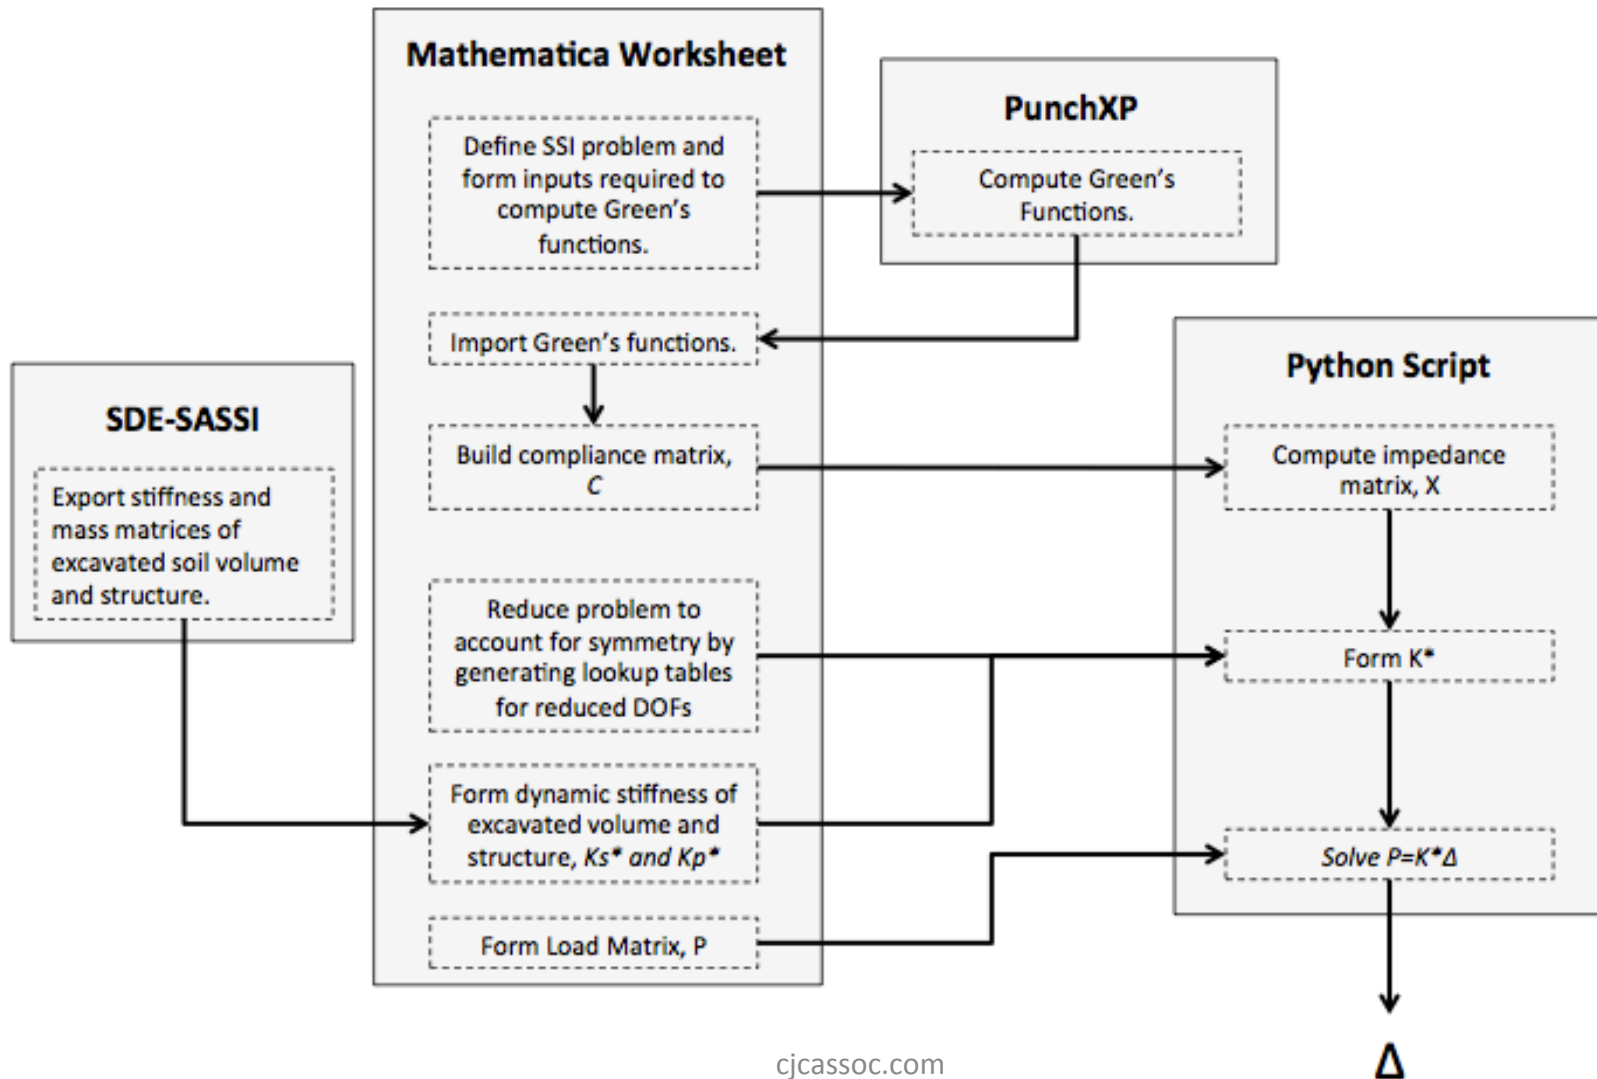 Mathematica Worksheet
Define SSI problem and
form inputs required to
compute Green's
functions.
Import Green's functions.
Build compliance matrix,
C
Reduce problem to
account for symmetry by
generating lookup tables
for reduced DOFs
Form dynamic stiffness of
excavated volume and
structure, Ks* and Kp*
Form Load Matrix, P
PunchXP
Compute Green's
Functions.
SDE-SASSI
Export stiffness and
mass matrices of
excavated soil volume
and structure.
Python Script
Compute impedance
matrix, X
Form K*
Solve P=K*Δ
Δ
cjcassoc.com